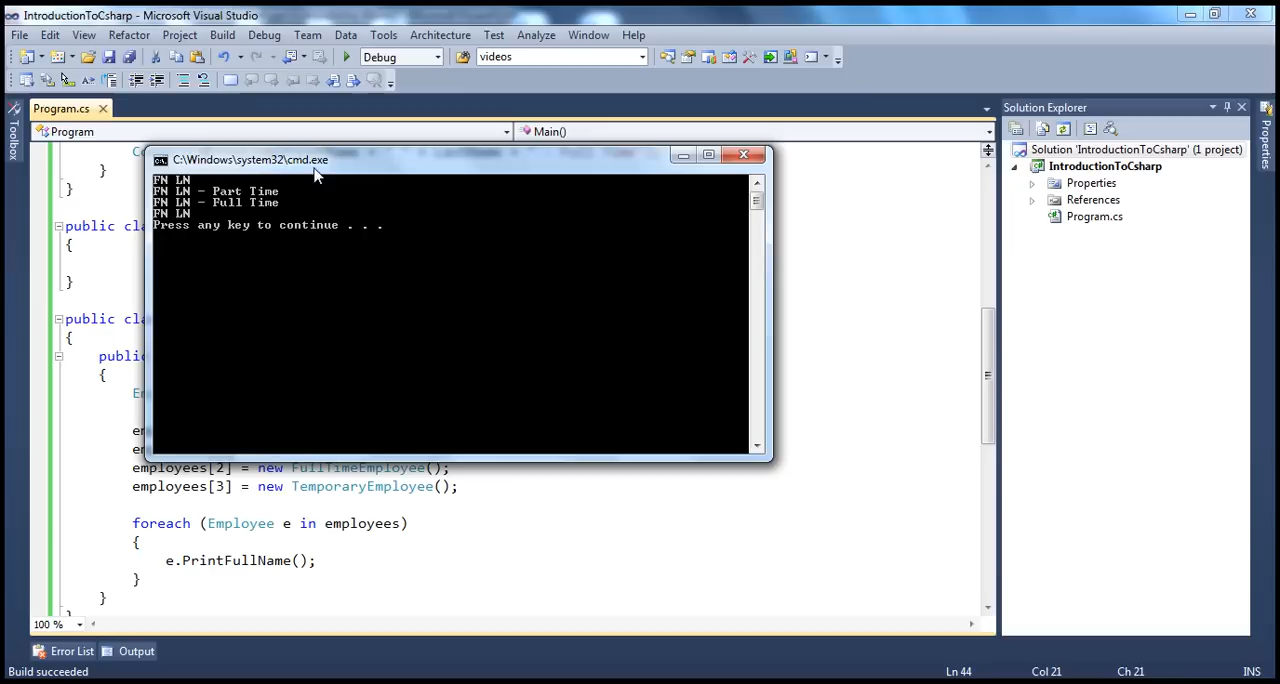 IntroductionToCsharp - Microsoft Visual Studio
File Edit View Refactor Project Build Debug Team Data Tools Architecture Test Analyze Window Help
Debug videos
Program.cs
Toolbox
Program Main()
Solution Explorer
Properties
Solution 'IntroductionToCsharp' (1 project)
IntroductionToCsharp
Properties
References
Program.cs
C:\Windows\system32\cmd.exe
FN LN
FN LN - Part Time
FN LN - Full Time
FN LN
Press any key to continue . . .
}
}
public cla
{
}
public cla
{
public
{
employees[2] = new FullTimeEmployee();
employees[3] = new TemporaryEmployee();
foreach (Employee e in employees)
{
e.PrintFullName();
}
}
100 %
Error List Output
Build succeeded Ln 44 Col 21 Ch 21 INS